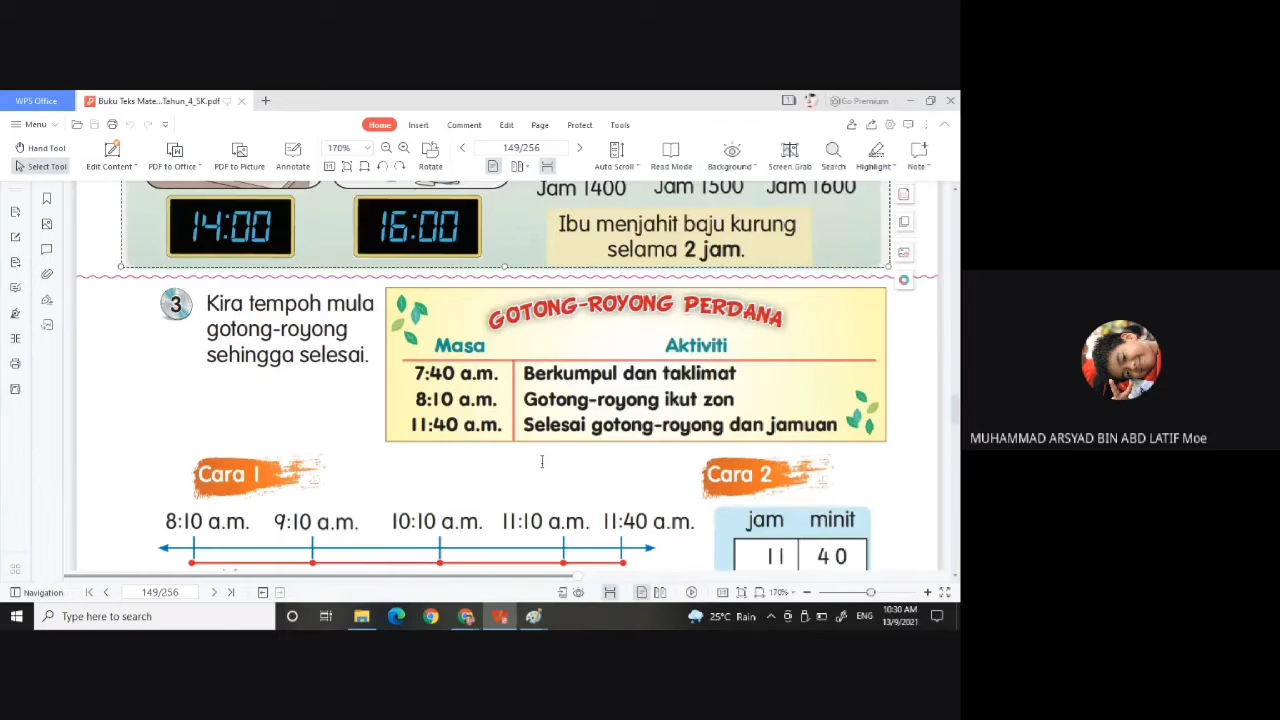 WPS Office
Buku Teks Mate...Tahun_4_SK.pdf
Go Premium
Menu
Home Insert Comment Edit Page Protect Tools
Hand Tool
Select Tool
Edit Content
PDF to Office
PDF to Picture
Annotate
170%
Rotate
149/256
Auto Scroll
Read Mode
Background
Screen Grab
Search
Highlight
Note
Jam 1400 Jam 1500 Jam 1600
14:00
16:00
Ibu menjahit baju kurung
selama 2 jam.
3
Kira tempoh mula
gotong-royong
sehingga selesai.
GOTONG-ROYONG PERDANA
Masa Aktiviti
7:40 a.m. Berkumpul dan taklimat
8:10 a.m. Gotong-royong ikut zon
11:40 a.m. Selesai gotong-royong dan jamuan
Cara 1
Cara 2
8:10 a.m. 9:10 a.m. 10:10 a.m. 11:10 a.m. 11:40 a.m.
jam minit
11 40
MUHAMMAD ARSYAD BIN ABD LATIF Moe
Navigation
149/256
170%
Type here to search
25°C Rain
ENG
10:30 AM
13/9/2021